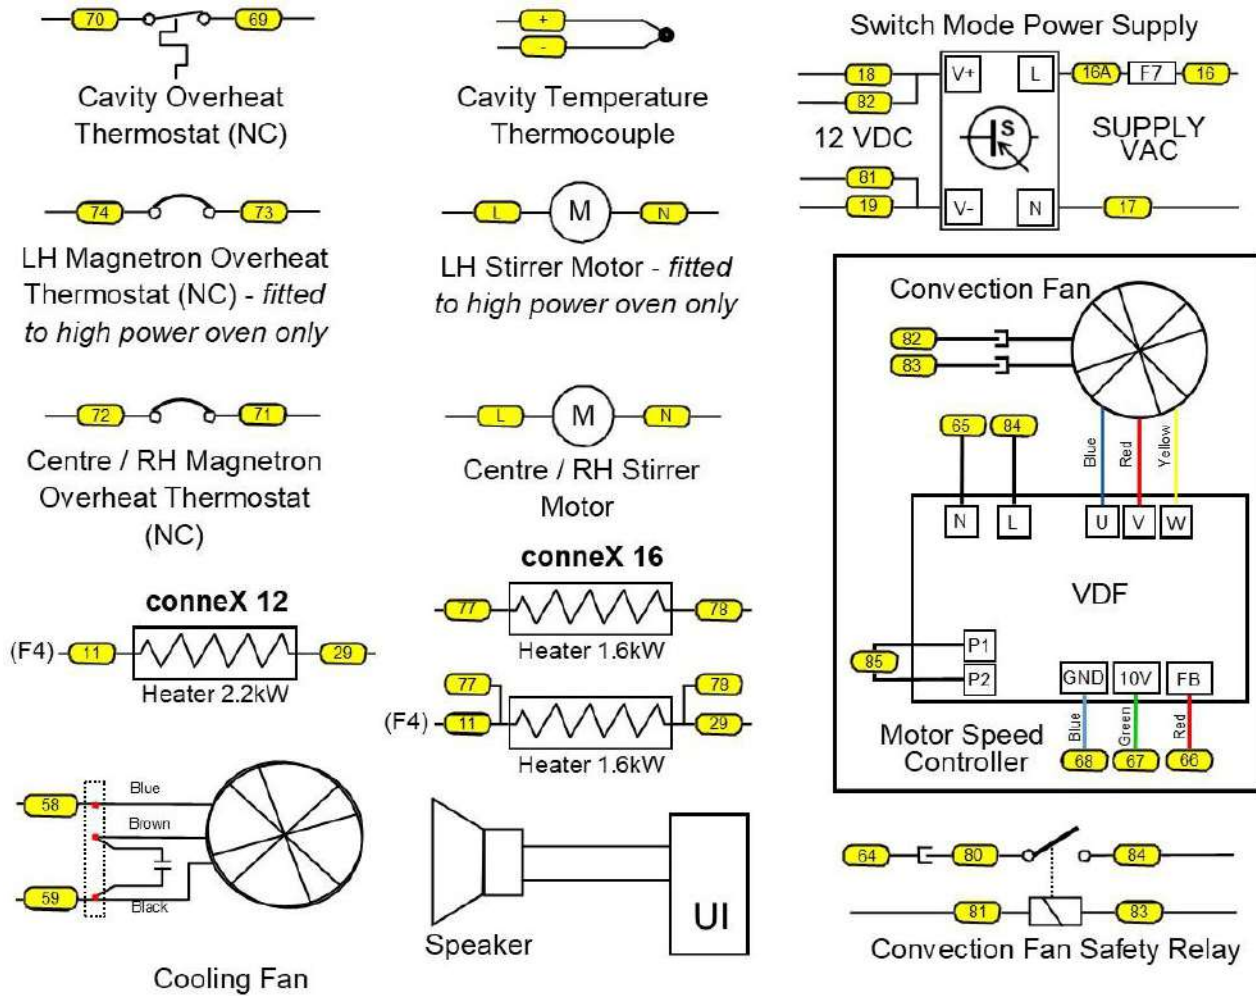 70
69
Cavity Overheat
Thermostat (NC)
+
-
Cavity Temperature
Thermocouple
Switch Mode Power Supply
18
V+
L
16A
F7
16
82
12 VDC
S
SUPPLY
VAC
81
19
V-
N
17
74
73
LH Magnetron Overheat
Thermostat (NC) - fitted
to high power oven only
L
M
N
LH Stirrer Motor - fitted
to high power oven only
72
71
Centre / RH Magnetron
Overheat Thermostat
(NC)
L
M
N
Centre / RH Stirrer
Motor
Convection Fan
82
83
65
84
Blue
Red
Yellow
N
L
U
V
W
VDF
P1
85
P2
GND
10V
FB
Blue
Green
Red
Motor Speed
Controller
68
67
66
conneX 12
(F4)
11
29
Heater 2.2kW
conneX 16
77
78
Heater 1.6kW
77
78
(F4)
11
29
Heater 1.6kW
58
Blue
Brown
59
Black
Cooling Fan
UI
Speaker
64
80
84
81
83
Convection Fan Safety Relay